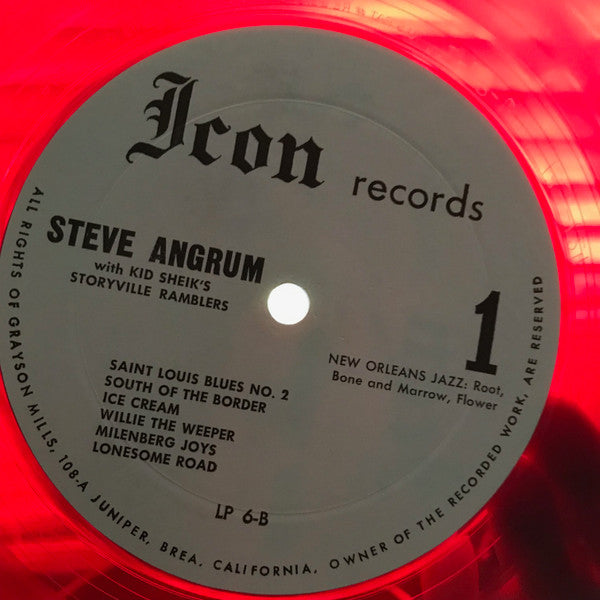 Icon records
STEVE ANGRUM
with KID SHEIK'S
STORYVILLE RAMBLERS
1
NEW ORLEANS JAZZ: Root,
Bone and Marrow, Flower
SAINT LOUIS BLUES NO. 2
SOUTH OF THE BORDER
ICE CREAM
WILLIE THE WEEPER
MILENBERG JOYS
LONESOME ROAD
LP 6-B
ALL RIGHTS OF GRAYSON MILLS, 108-A JUNIPER, BREA, CALIFORNIA, OWNER OF THE RECORDED WORK, ARE RESERVED